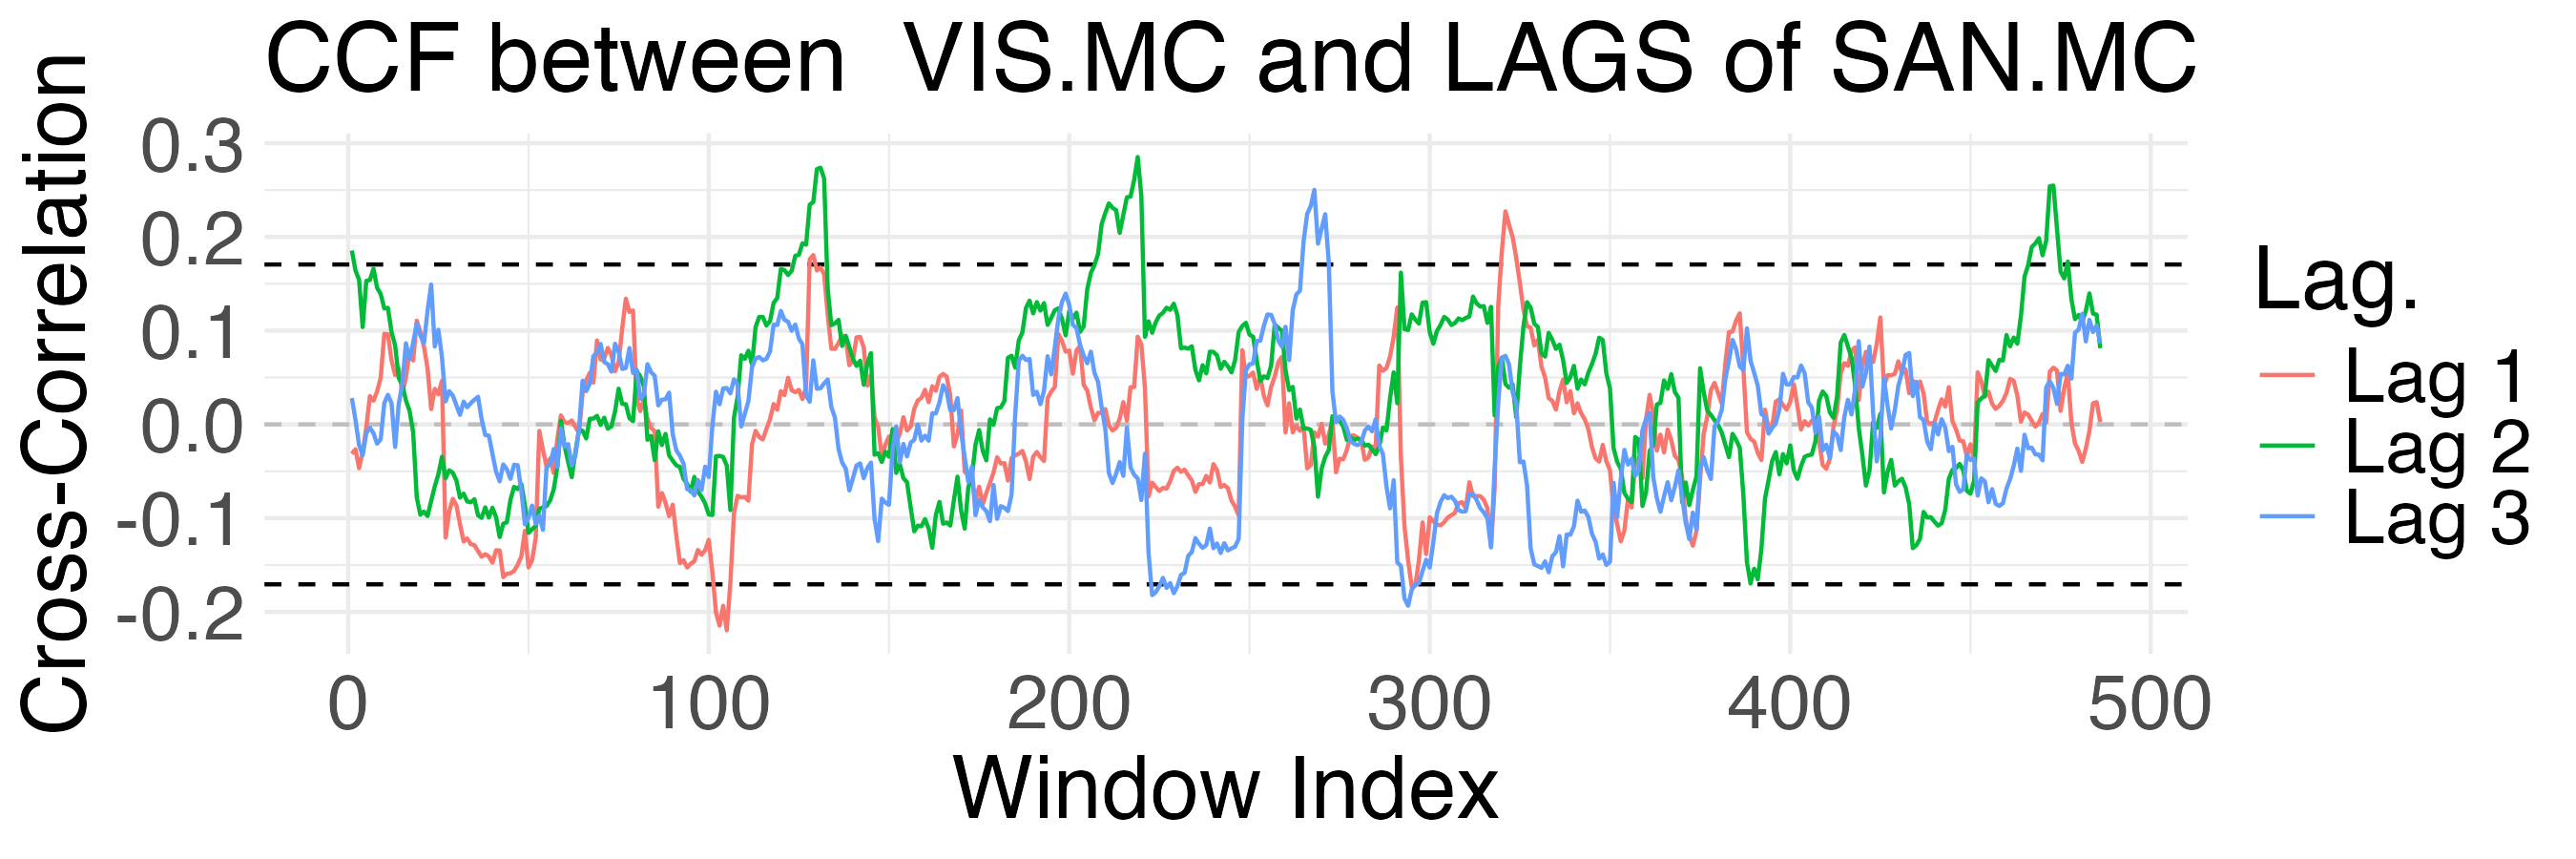 CCF between  VIS.MC and LAGS of SAN.MC
Cross-Correlation
0.3
0.2
0.1
0.0
-0.1
-0.2
0 100 200 300 400 500
Window Index
Lag.
Lag 1
Lag 2
Lag 3